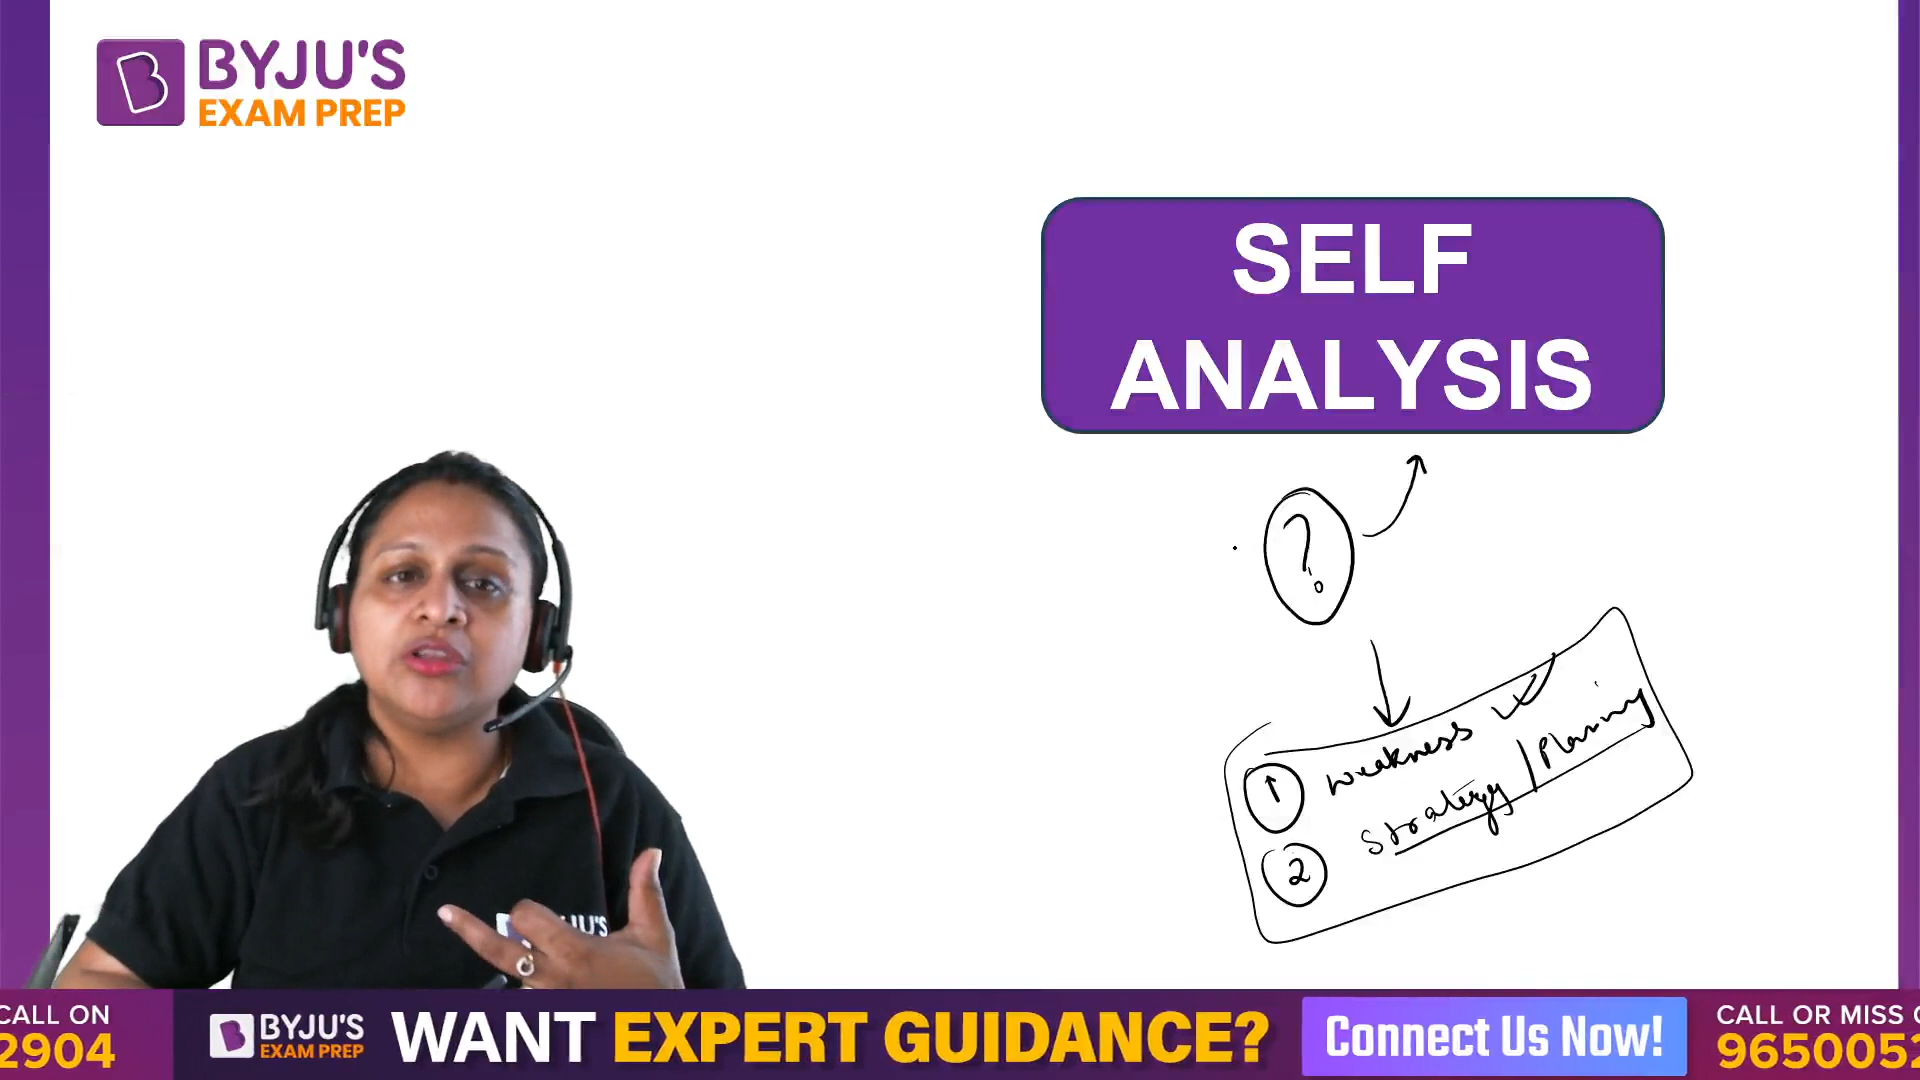 BYJU'S
EXAM PREP
SELF
ANALYSIS
?
1 weakness
2 strategy / Planning
U'S
CALL ON
2904
BYJU'S
EXAM PREP
WANT EXPERT GUIDANCE?
Connect Us Now!
CALL OR MISS C
9650052